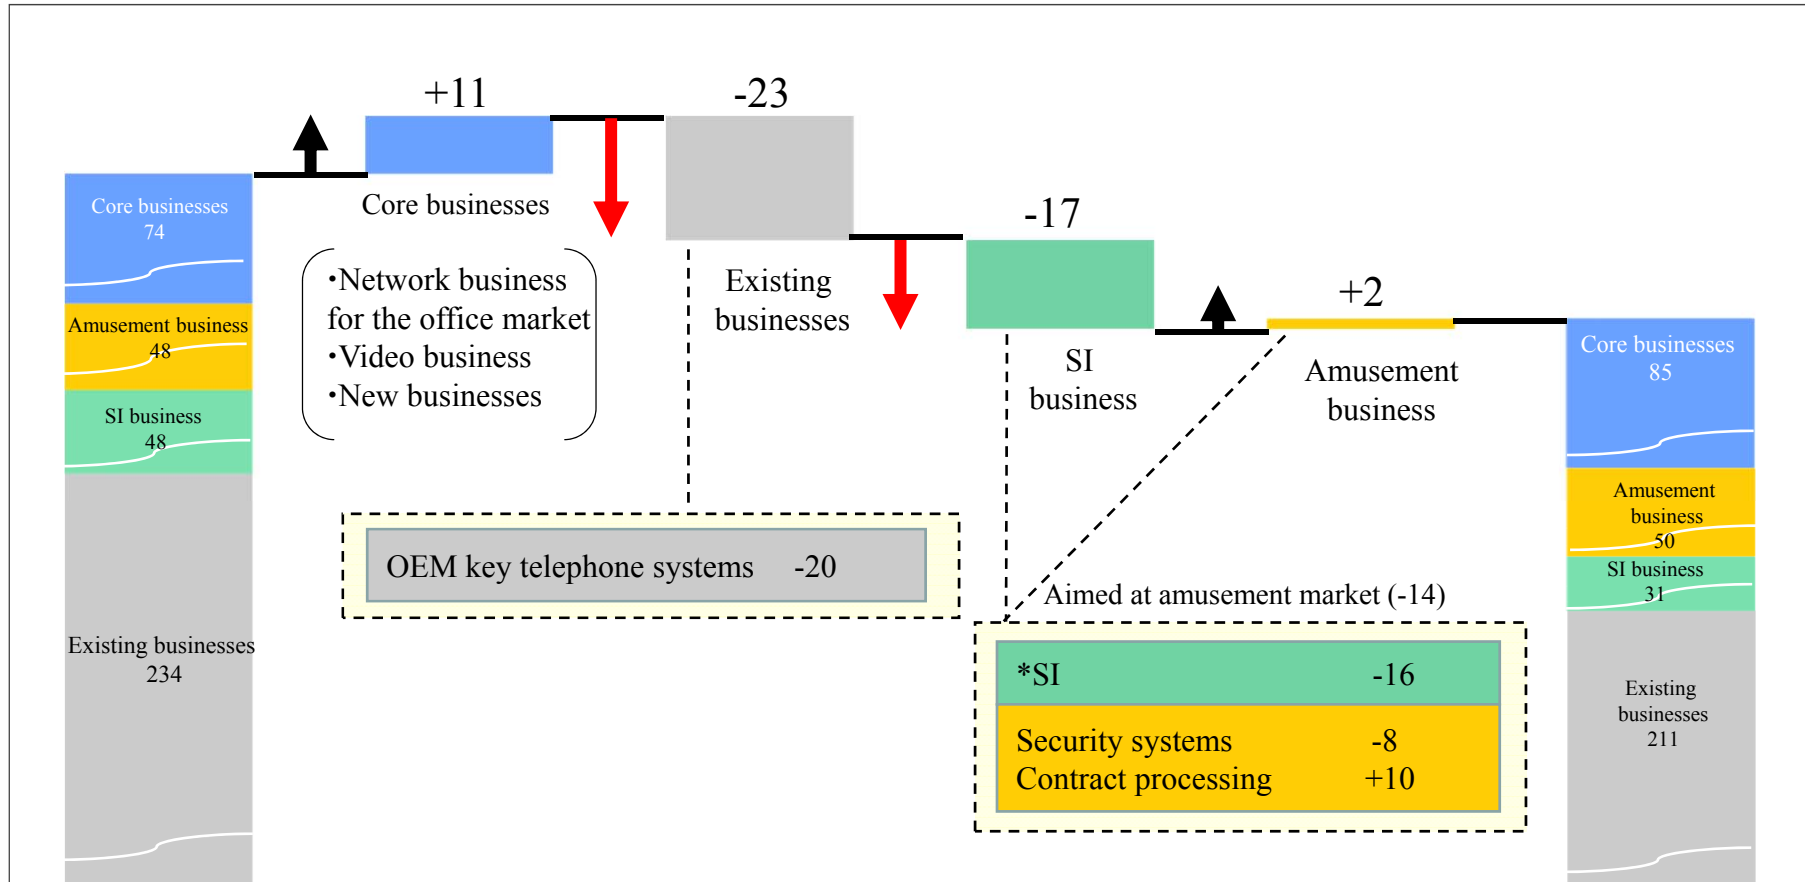 +11
-23
-17
+2
Core businesses
74
Amusement business
48
SI business
48
Existing businesses
234
Core businesses
・Network business
for the office market
・Video business
・New businesses
Existing
businesses
SI
business
Amusement
business
OEM key telephone systems -20
Aimed at amusement market (-14)
*SI -16
Security systems -8
Contract processing +10
Core businesses
85
Amusement
business
50
SI business
31
Existing
businesses
211